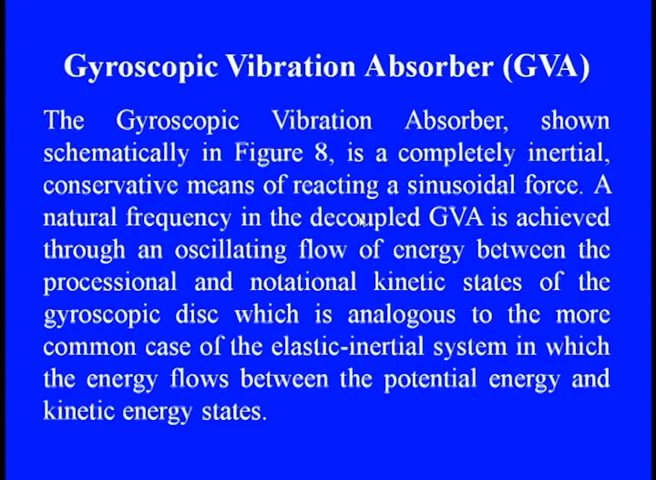 Gyroscopic Vibration Absorber (GVA)
The Gyroscopic Vibration Absorber, shown
schematically in Figure 8, is a completely inertial,
conservative means of reacting a sinusoidal force. A
natural frequency in the decoupled GVA is achieved
through an oscillating flow of energy between the
processional and notational kinetic states of the
gyroscopic disc which is analogous to the more
common case of the elastic-inertial system in which
the energy flows between the potential energy and
kinetic energy states.